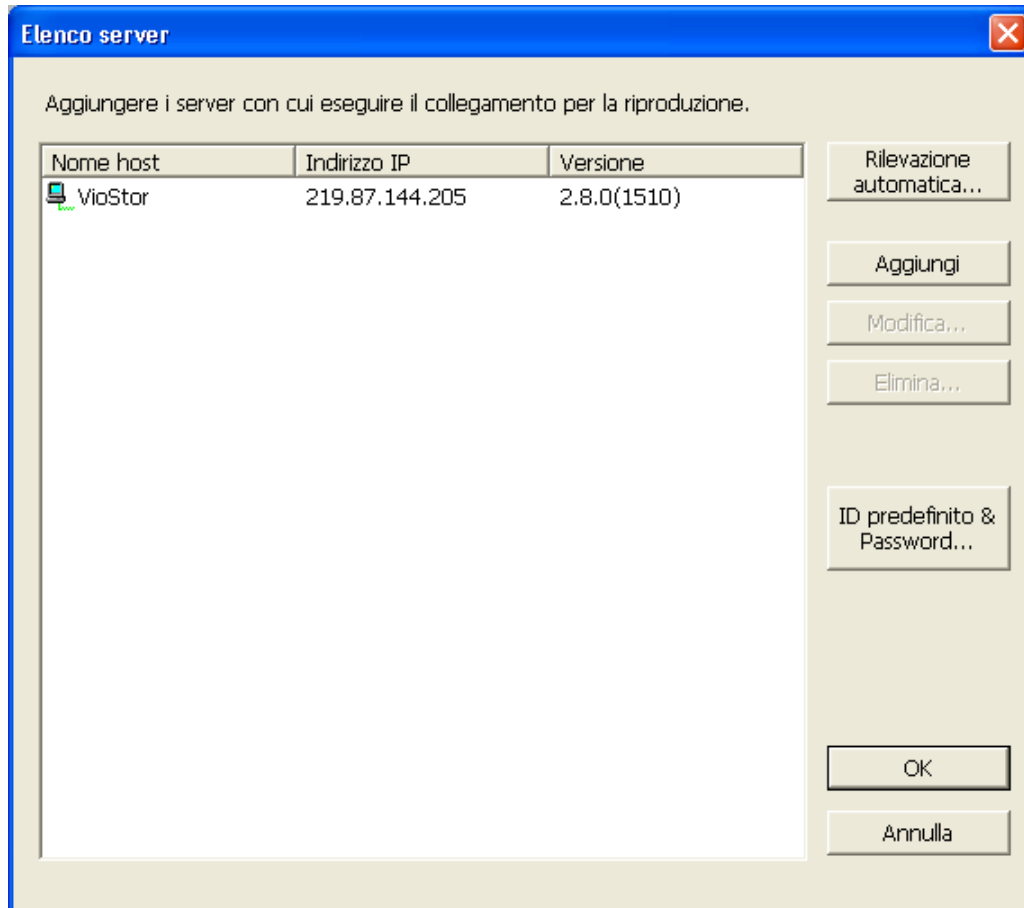 Elenco server
Aggiungere i server con cui eseguire il collegamento per la riproduzione.
Nome host Indirizzo IP Versione
VioStor 219.87.144.205 2.8.0(1510)
Rilevazione
automatica...
Aggiungi
Modifica...
Elimina...
ID predefinito &
Password...
OK
Annulla